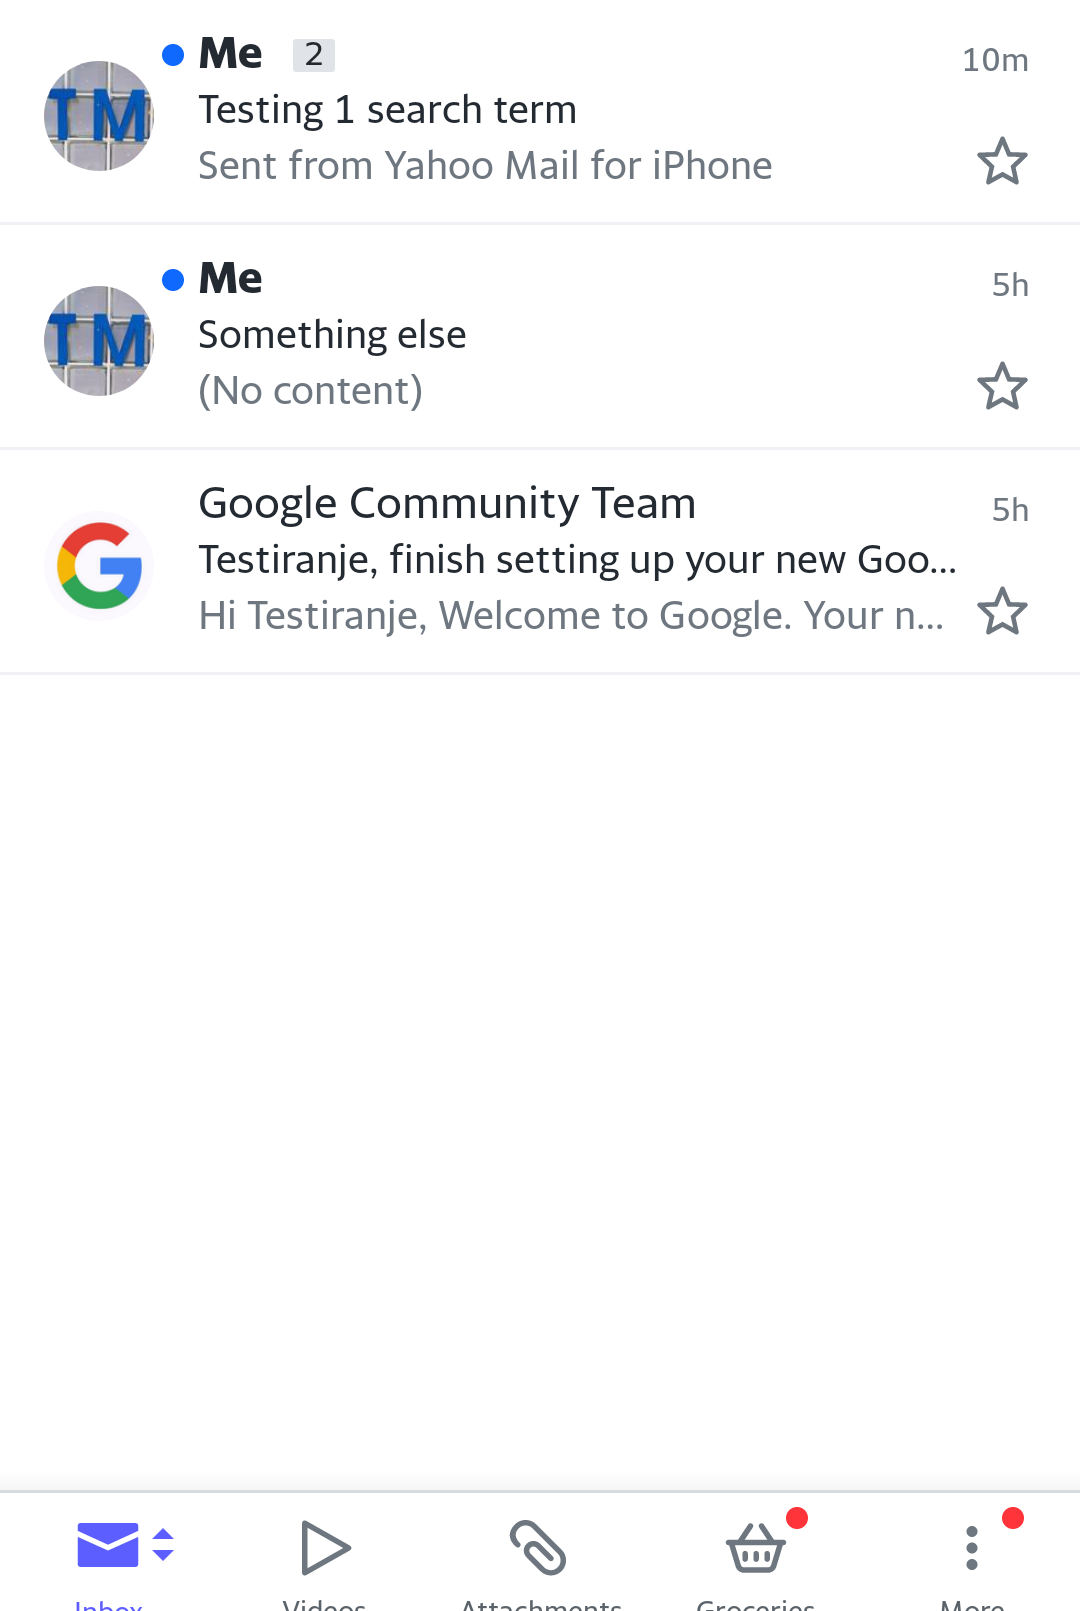 Me 2 10m
Testing 1 search term
Sent from Yahoo Mail for iPhone
TM
Me 5h
Something else
(No content)
TM
Google Community Team 5h
Testiranje, finish setting up your new Goo...
Hi Testiranje, Welcome to Google. Your n...
G
Inbox Videos Attachments Groceries More